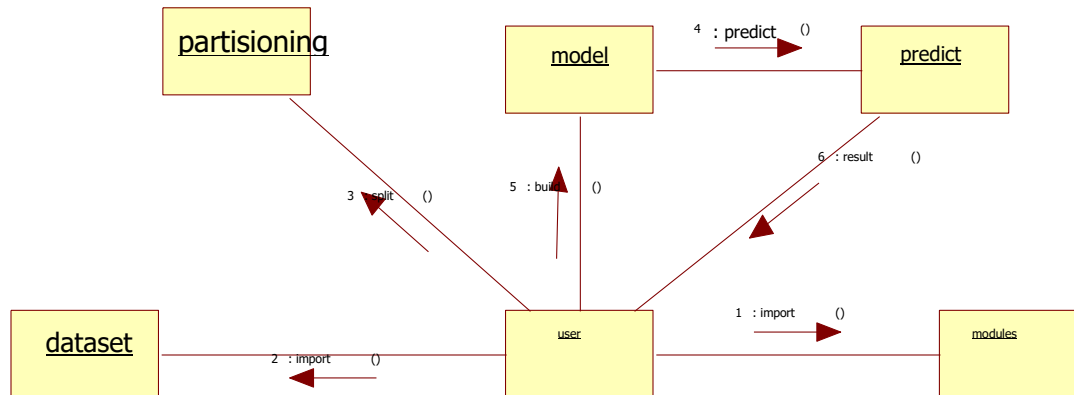 partisioning
model
4 : predict ()
predict
3 : split ()
5 : build ()
6 : result ()
dataset
2 : import ()
user
1 : import ()
modules